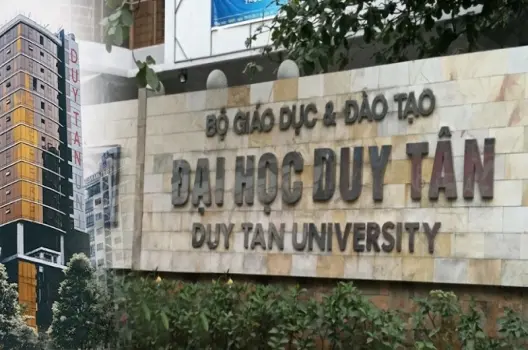 BỘ GIÁO DỤC & ĐÀO TẠO
ĐẠI HỌC DUY TÂN
DUY TAN UNIVERSITY
DUY TAN